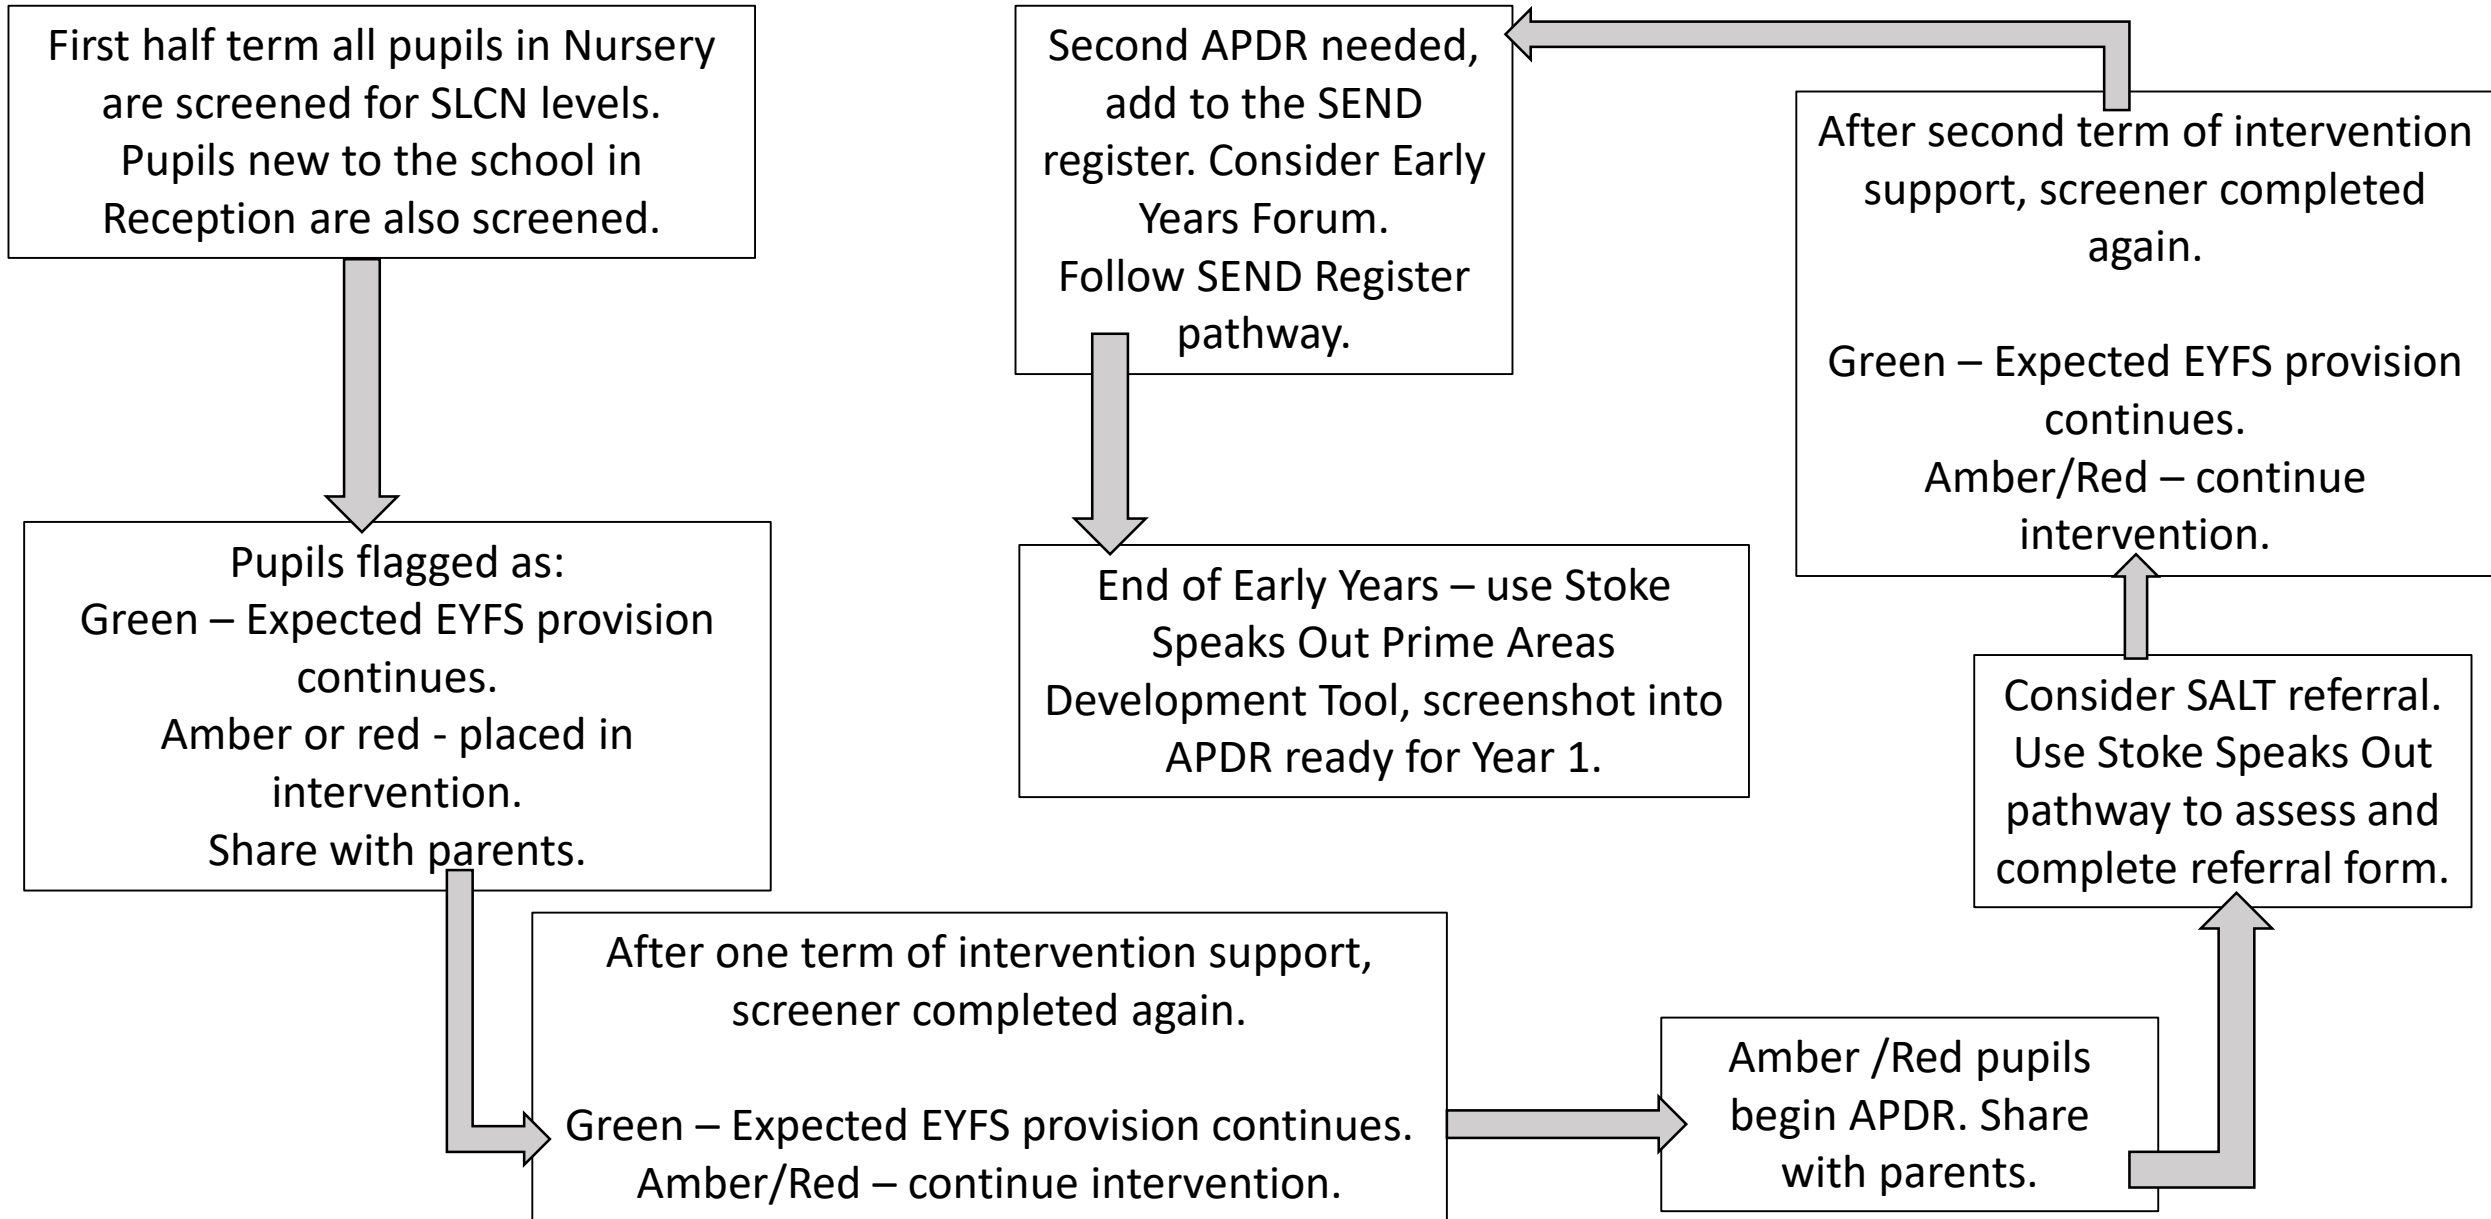 First half term all pupils in Nursery
are screened for SLCN levels.
Pupils new to the school in
Reception are also screened.
Pupils flagged as:
Green – Expected EYFS provision
continues.
Amber or red - placed in
intervention.
Share with parents.
After one term of intervention support,
screener completed again.
Green – Expected EYFS provision continues.
Amber/Red – continue intervention.
Amber /Red pupils
begin APDR. Share
with parents.
Consider SALT referral.
Use Stoke Speaks Out
pathway to assess and
complete referral form.
After second term of intervention
support, screener completed
again.
Green – Expected EYFS provision
continues.
Amber/Red – continue
intervention.
Second APDR needed,
add to the SEND
register. Consider Early
Years Forum.
Follow SEND Register
pathway.
End of Early Years – use Stoke
Speaks Out Prime Areas
Development Tool, screenshot into
APDR ready for Year 1.